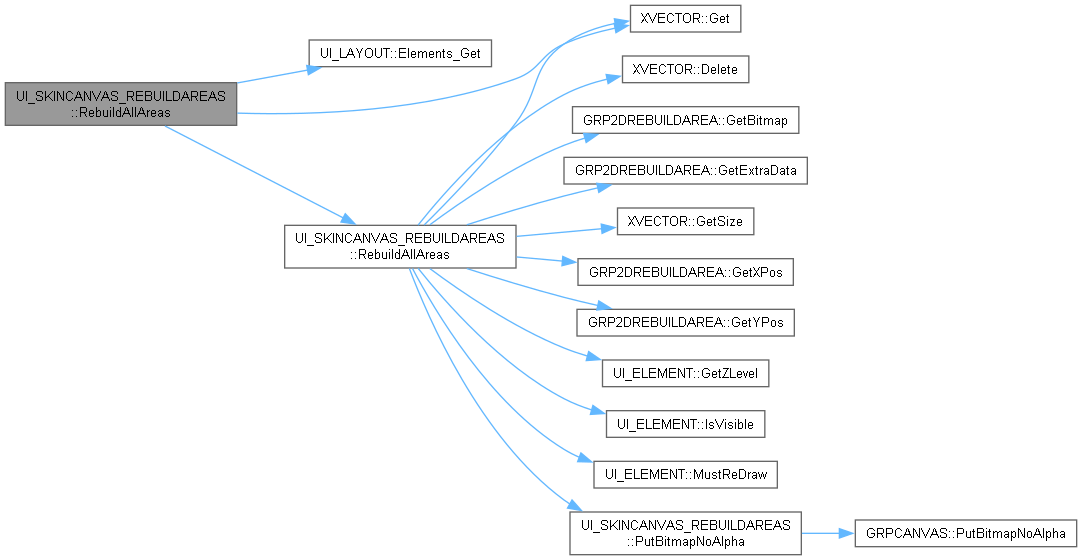 UI_SKINCANVAS_REBUILDAREAS
::RebuildAllAreas
UI_LAYOUT::Elements_Get
UI_SKINCANVAS_REBUILDAREAS
::RebuildAllAreas
XVECTOR::Get
XVECTOR::Delete
GRP2DREBUILDAREA::GetBitmap
GRP2DREBUILDAREA::GetExtraData
XVECTOR::GetSize
GRP2DREBUILDAREA::GetXPos
GRP2DREBUILDAREA::GetYPos
UI_ELEMENT::GetZLevel
UI_ELEMENT::IsVisible
UI_ELEMENT::MustReDraw
UI_SKINCANVAS_REBUILDAREAS
::PutBitmapNoAlpha
GRPCANVAS::PutBitmapNoAlpha